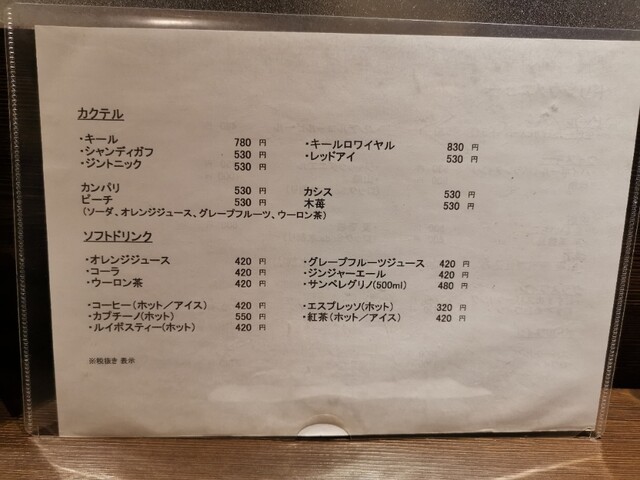 カクテル
・キール 780 円 ・キールロワイヤル 830 円
・シャンディガフ 530 円 ・レッドアイ 530 円
・ジントニック 530 円
カンパリ 530 円 カシス 530 円
ピーチ 530 円 木苺 530 円
(ソーダ、オレンジジュース、グレープフルーツ、ウーロン茶)
ソフトドリンク
・オレンジジュース 420 円 ・グレープフルーツジュース 420 円
・コーラ 420 円 ・ジンジャーエール 420 円
・ウーロン茶 420 円 ・サンペレグリノ(500ml) 480 円
・コーヒー(ホット／アイス) 420 円 ・エスプレッソ(ホット) 320 円
・カプチーノ(ホット) 550 円 ・紅茶(ホット／アイス) 420 円
・ルイボスティー(ホット) 420 円
※税抜き 表示